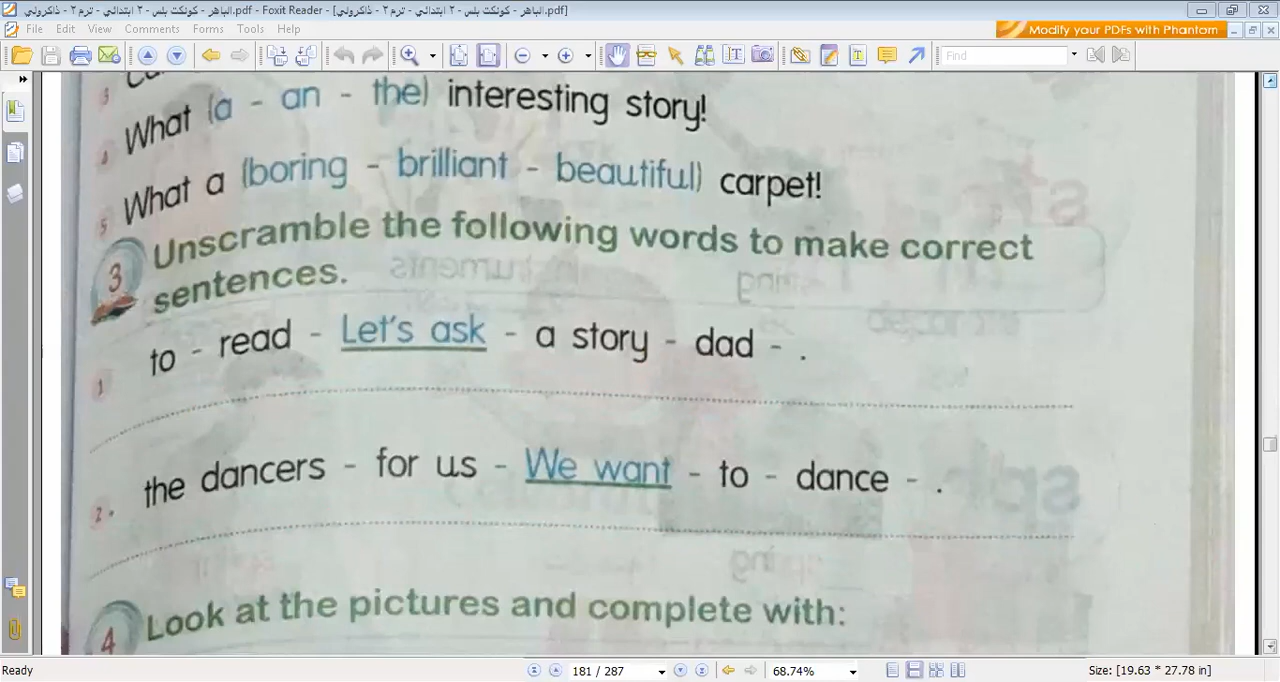 الباهر - كونكت بلس - ٢ ابتدائي - ترم ٢ - ذاكرولي.pdf - Foxit Reader - [الباهر - كونكت بلس - ٢ ابتدائي - ترم ٢ - ذاكرولي.pdf]
File Edit View Comments Forms Tools Help
Modify your PDFs with Phantom
Find
3
4 What (a - an - the) interesting story!
5 What a (boring - brilliant - beautiful) carpet!
3 Unscramble the following words to make correct
sentences.
1 to - read - Let's ask - a story - dad - .
2 the dancers - for us - We want - to - dance - .
4 Look at the pictures and complete with:
Ready
181 / 287
68.74%
Size: [19.63 * 27.78 in]